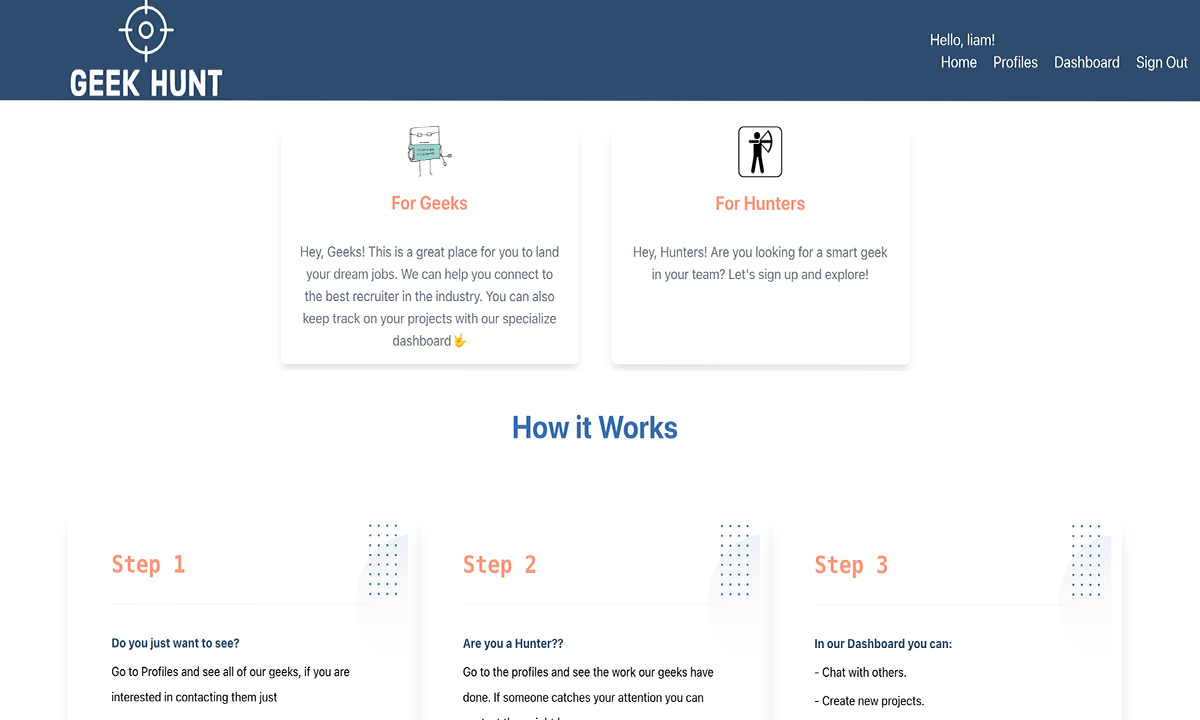 GEEK HUNT
Hello, liam!
Home Profiles Dashboard Sign Out
For Geeks
Hey, Geeks! This is a great place for you to land
your dream jobs. We can help you connect to
the best recruiter in the industry. You can also
keep track on your projects with our specialize
dashboard🤟
For Hunters
Hey, Hunters! Are you looking for a smart geek
in your team? Let's sign up and explore!
How it Works
Step 1
Do you just want to see?
Go to Profiles and see all of our geeks, if you are
interested in contacting them just
Step 2
Are you a Hunter??
Go to the profiles and see the work our geeks have
done. If someone catches your attention you can
Step 3
In our Dashboard you can:
- Chat with others.
- Create new projects.